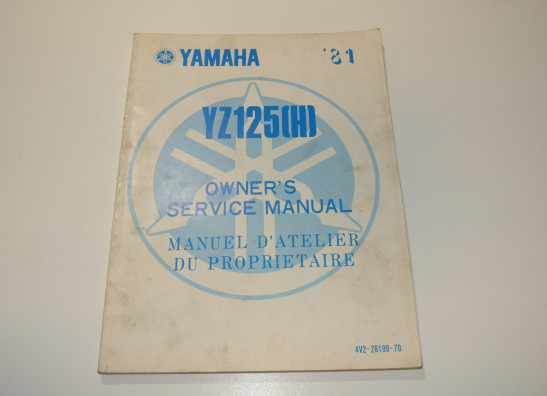 YAMAHA '81
YZ125(H)
OWNER'S
SERVICE MANUAL
MANUEL D'ATELIER
DU PROPRIETAIRE
4V2-28199-70